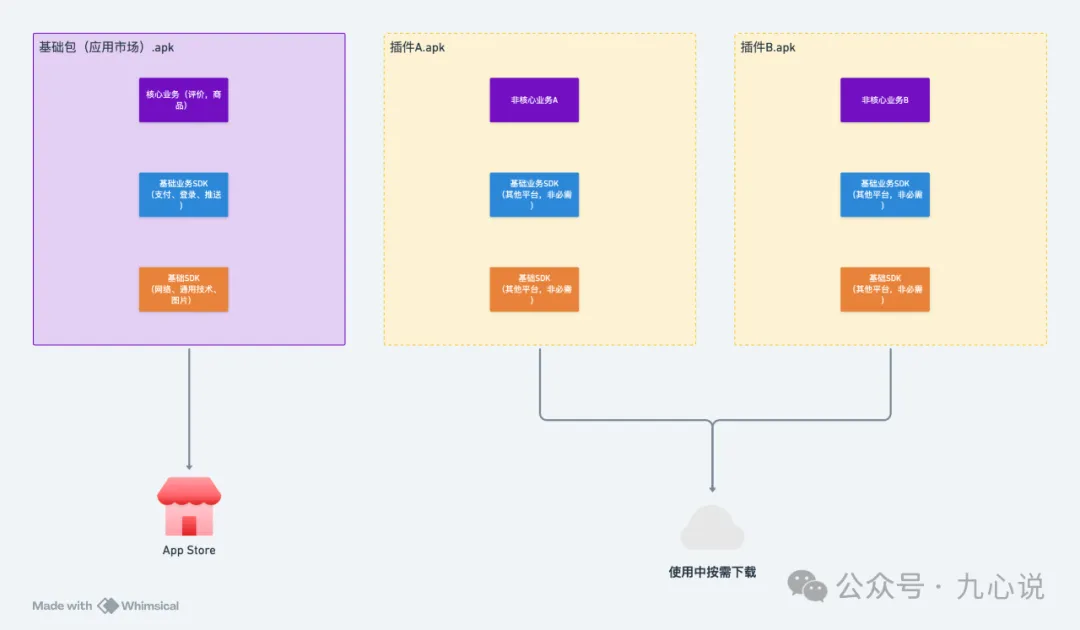 基础包（应用市场）.apk
核心业务（评价，商
品）
基础业务SDK
（支付、登录、推送
）
基础SDK
（网络、通用技术、
图片）
插件A.apk
非核心业务A
基础业务SDK
（其他平台，非必需
）
基础SDK
（其他平台，非必需
）
插件B.apk
非核心业务B
基础业务SDK
（其他平台，非必需
）
基础SDK
（其他平台，非必需
）
App Store
使用中按需下载
Made with Whimsical
公众号 · 九心说